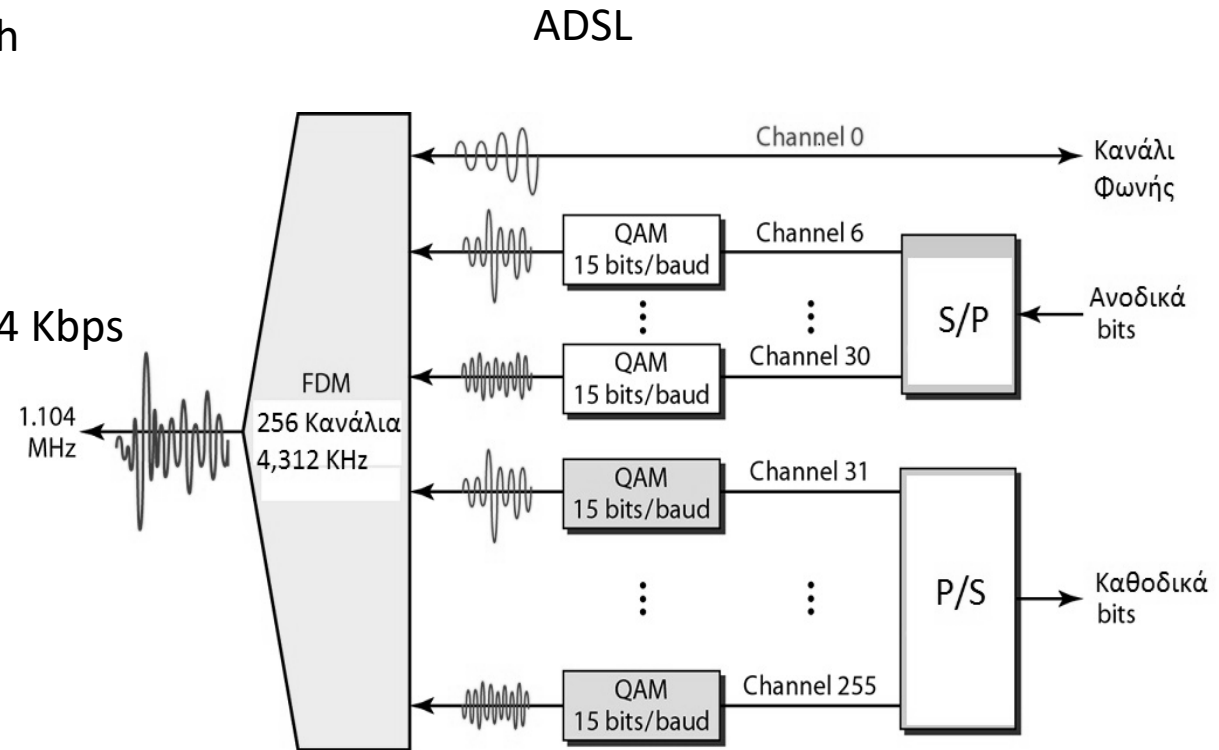 h
ADSL
Channel 0
Κανάλι
Φωνής
QAM
15 bits/baud
Channel 6
S/P
Ανοδικά
bits
4 Kbps
QAM
15 bits/baud
Channel 30
FDM
256 Κανάλια
4,312 KHz
1.104
MHz
QAM
15 bits/baud
Channel 31
P/S
Καθοδικά
bits
QAM
15 bits/baud
Channel 255